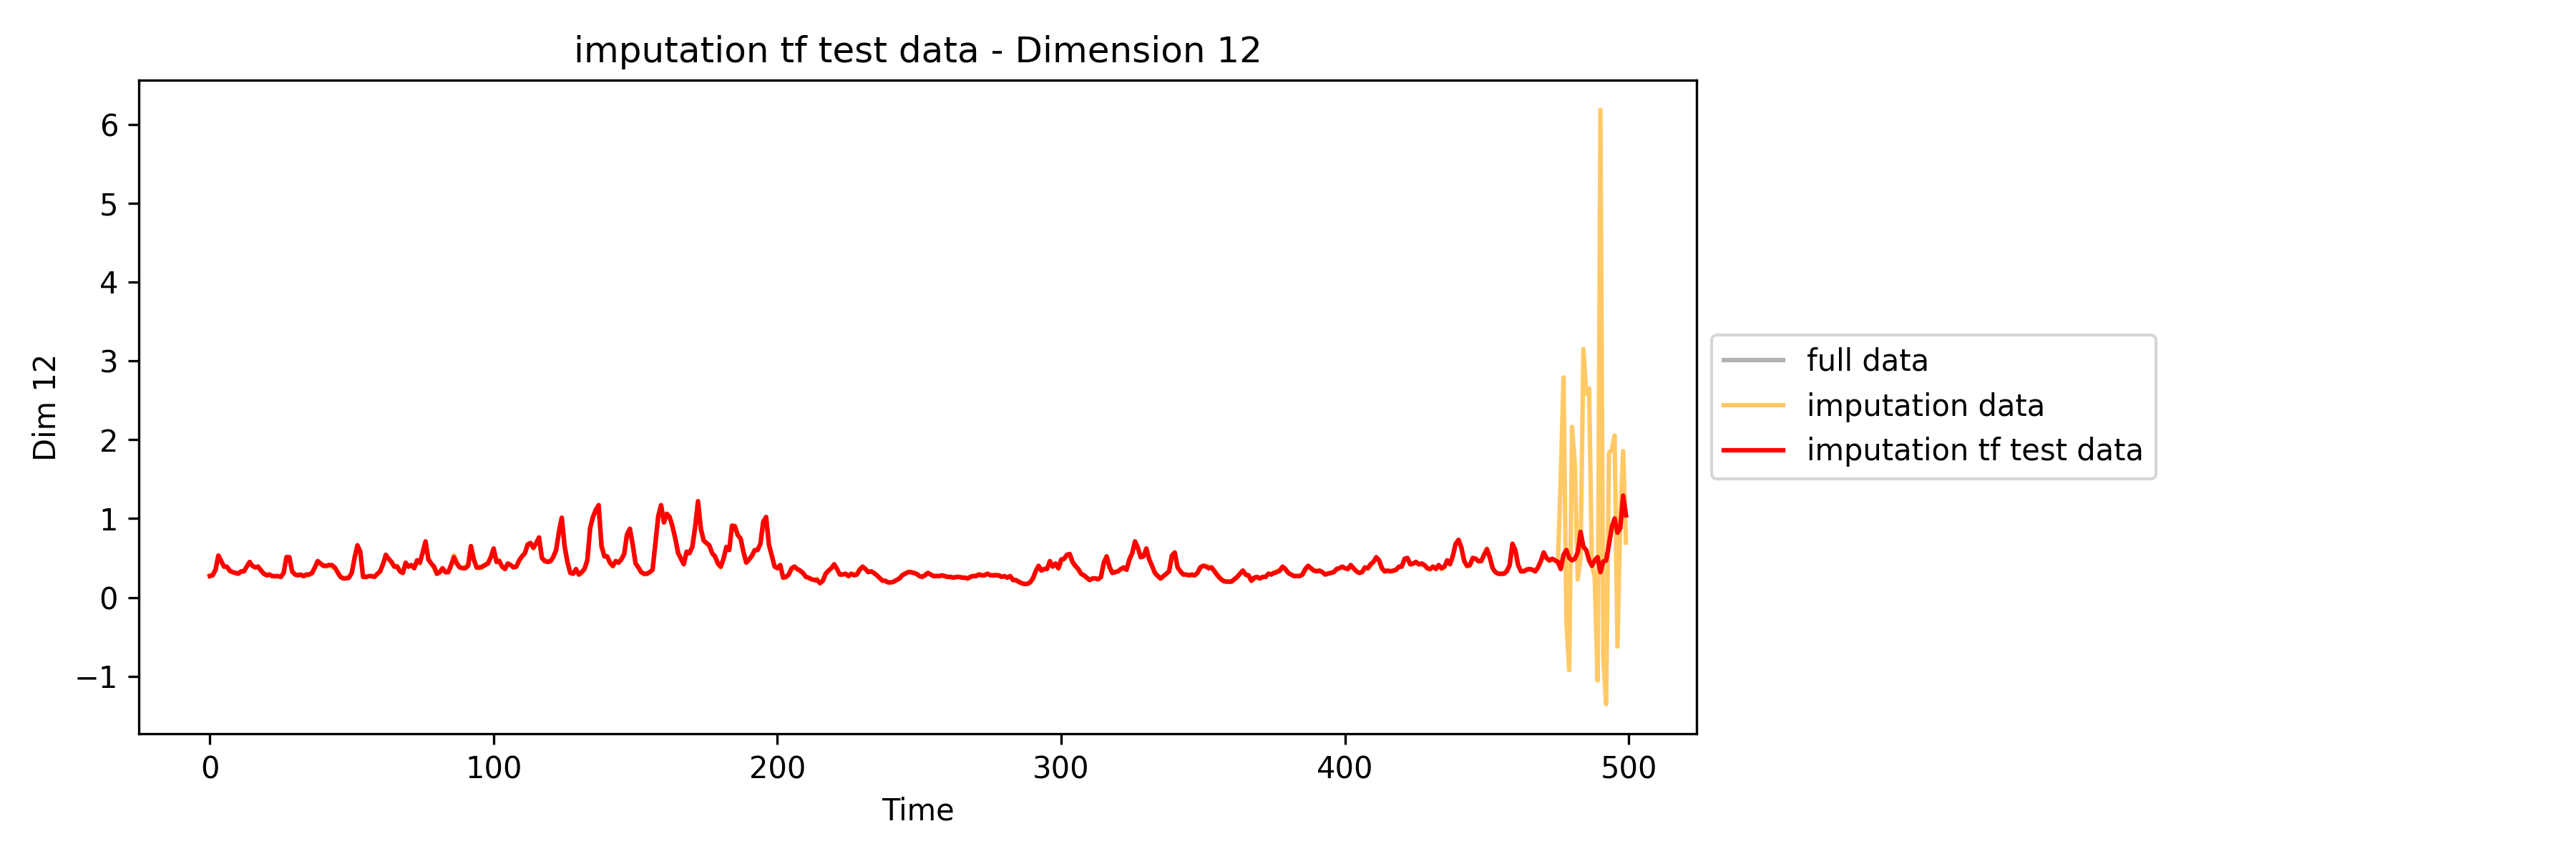 imputation tf test data - Dimension 12
6
5
4
3
2
1
0
−1
Dim 12
0 100 200 300 400 500
Time
full data
imputation data
imputation tf test data